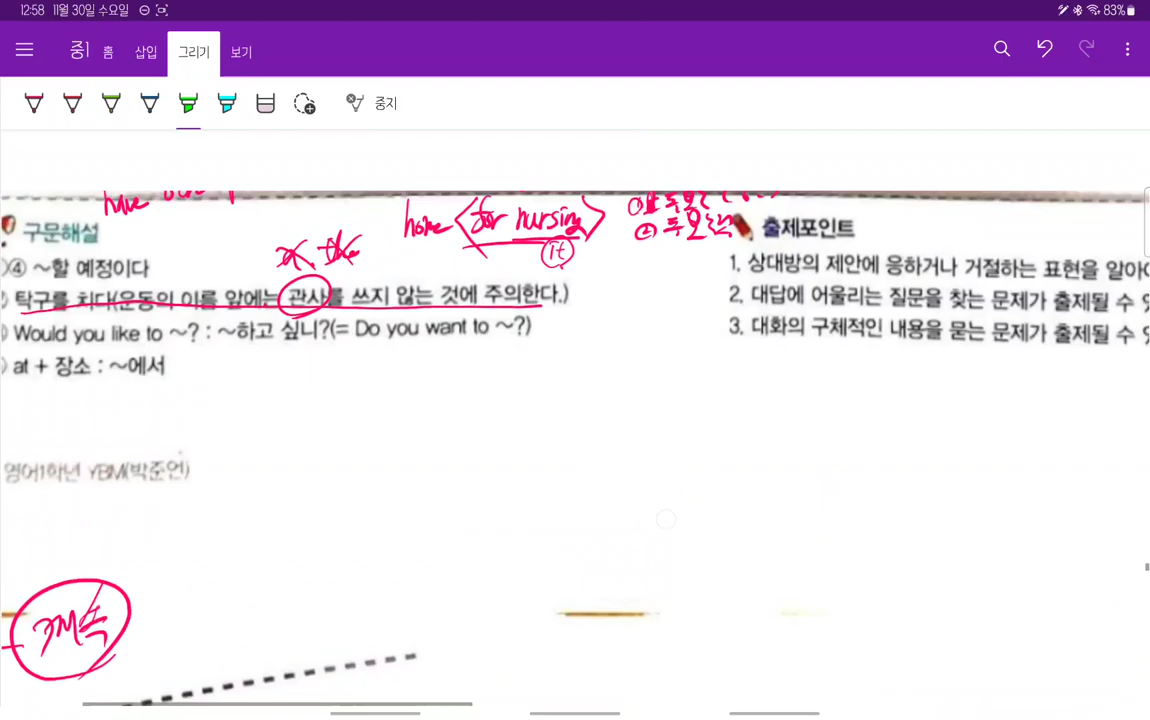 12:58 11월 30일 수요일 83%
중1 홈 삽입 그리기 보기
중지
have
home <for nursing>
it
x. the
② 투모로
구문해설
④ ~할 예정이다
탁구를 치다(운동의 이름 앞에는 관사를 쓰지 않는 것에 주의한다.)
Would you like to ~? : ~하고 싶니?(= Do you want to ~?)
at + 장소 : ~에서
출제포인트
1. 상대방의 제안에 응하거나 거절하는 표현을 알아
2. 대답에 어울리는 질문을 찾는 문제가 출제될 수
3. 대화의 구체적인 내용을 묻는 문제가 출제될 수
영어1학년 YBM(박준언)
계속